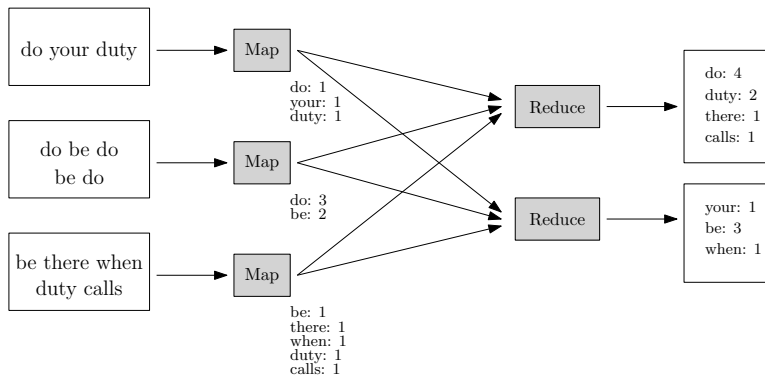 do your duty
Map
do: 1
your: 1
duty: 1
do be do
be do
Map
do: 3
be: 2
be there when
duty calls
Map
be: 1
there: 1
when: 1
duty: 1
calls: 1
Reduce
do: 4
duty: 2
there: 1
calls: 1
Reduce
your: 1
be: 3
when: 1